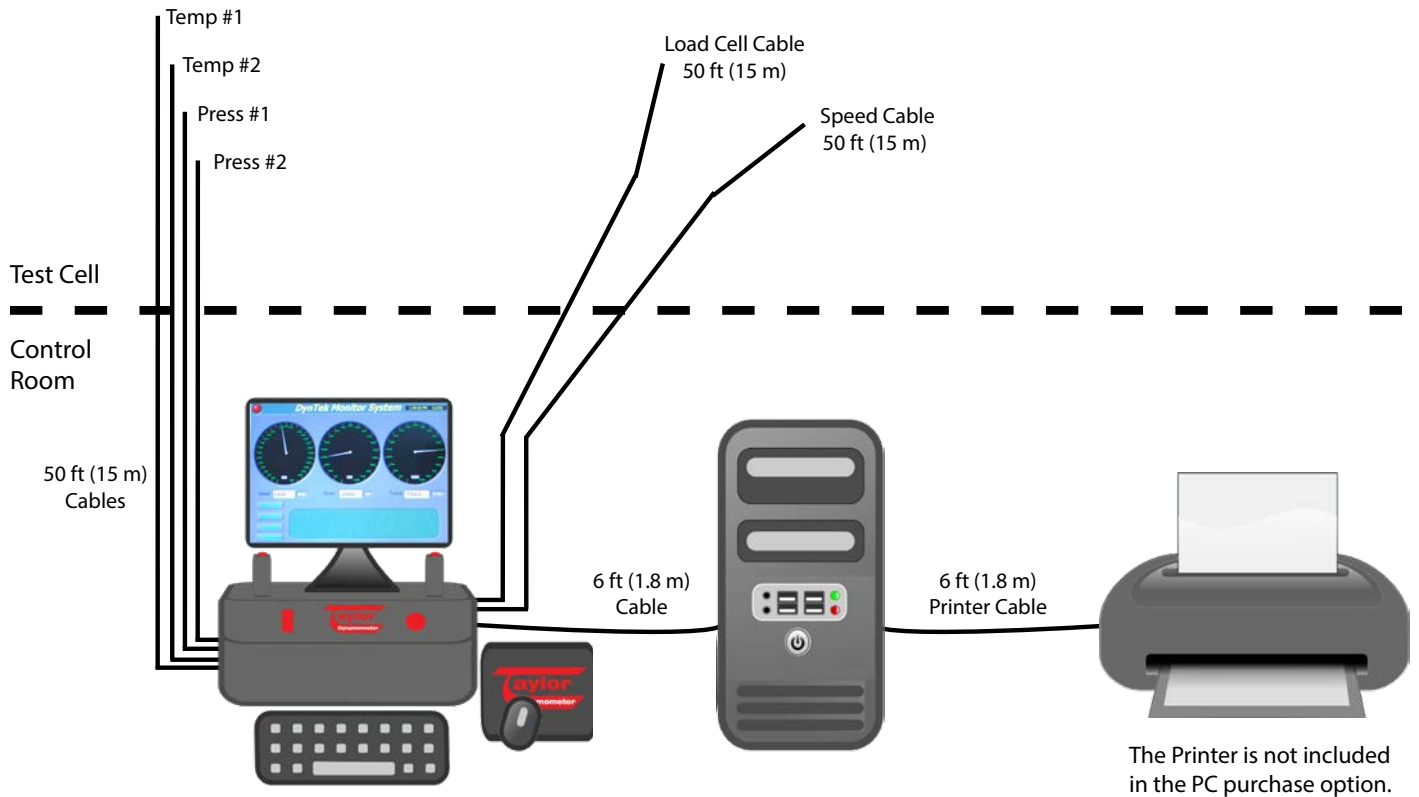 Temp #1
Temp #2
Press #1
Press #2
Load Cell Cable
50 ft (15 m)
Speed Cable
50 ft (15 m)
Test Cell
Control
Room
DynTek Monitor System
50 ft (15 m)
Cables
6 ft (1.8 m)
Cable
6 ft (1.8 m)
Printer Cable
Taylor
Dynamometer
Taylor
mometer
The Printer is not included
in the PC purchase option.